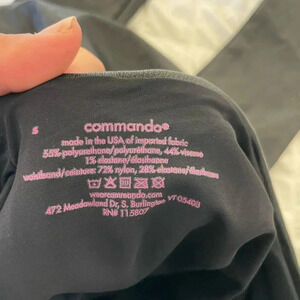 S
commando®
made in the USA of imported fabric
55% polyurethane/polyuréthane, 44% viscose
1% elastane/élasthanne
waistband/ceinture: 72% nylon, 28% elastane/élasthanne
wearcommando.com
472 Meadowland Dr, S. Burlington VT 05403
RN# 115807